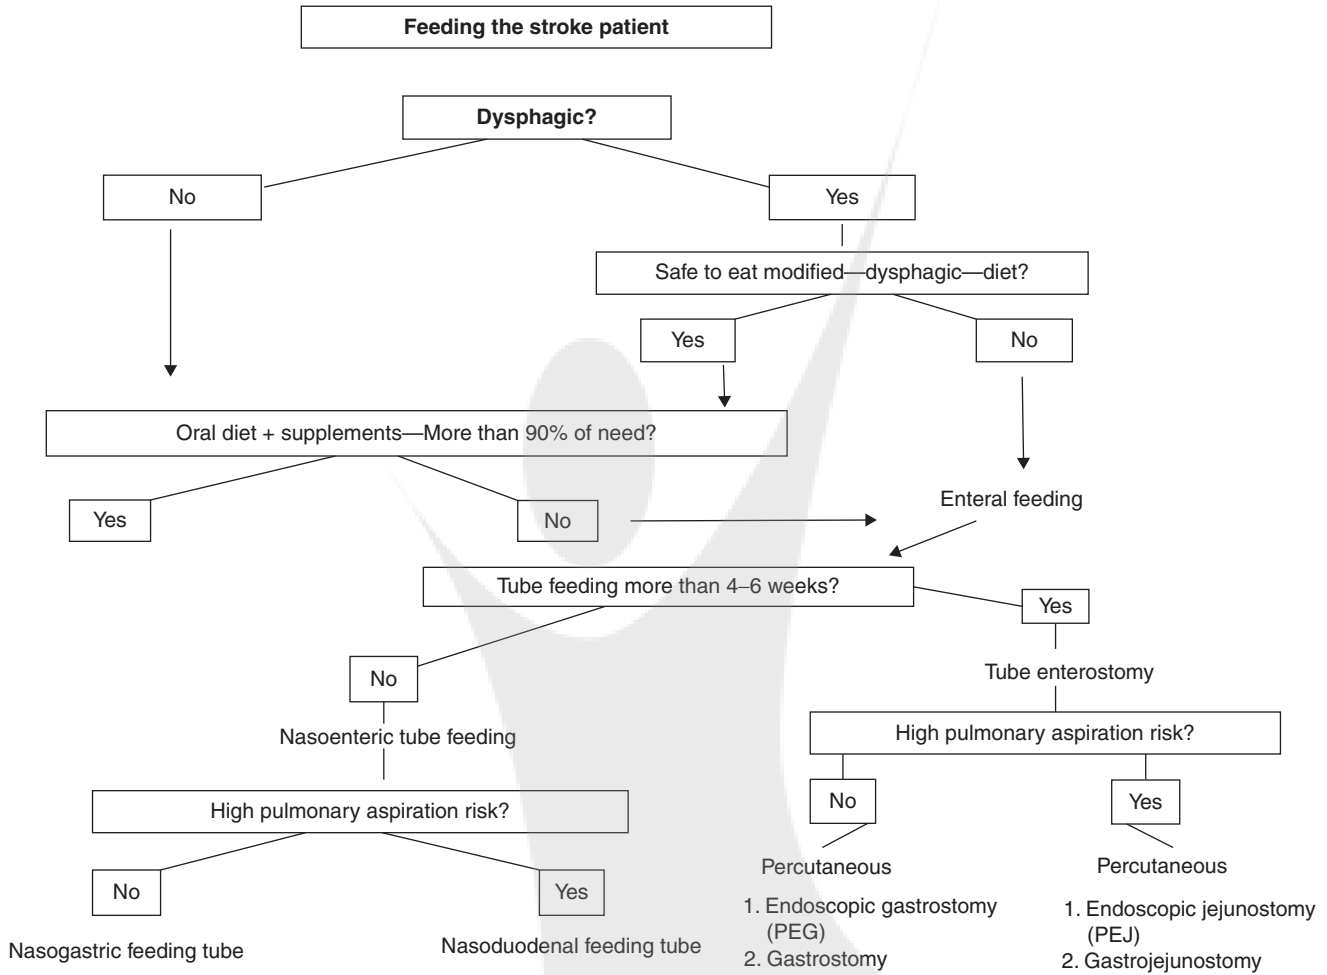 Feeding the stroke patient
Dysphagic?
No
Yes
Safe to eat modified—dysphagic—diet?
Yes
No
Oral diet + supplements—More than 90% of need?
Yes
No
Enteral feeding
Tube feeding more than 4–6 weeks?
Yes
No
Tube enterostomy
Nasoenteric tube feeding
High pulmonary aspiration risk?
High pulmonary aspiration risk?
No
Yes
No
Yes
Nasogastric feeding tube
Nasoduodenal feeding tube
Percutaneous
1. Endoscopic gastrostomy
(PEG)
2. Gastrostomy
Percutaneous
1. Endoscopic jejunostomy
(PEJ)
2. Gastrojejunostomy